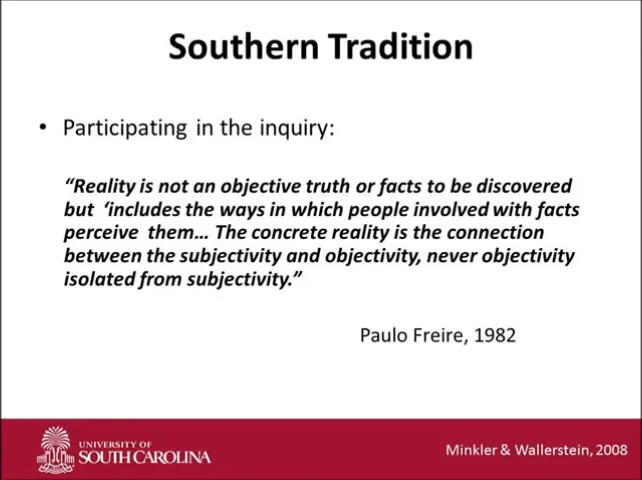 Southern Tradition
• Participating in the inquiry:
“Reality is not an objective truth or facts to be discovered
but ‘includes the ways in which people involved with facts
perceive them… The concrete reality is the connection
between the subjectivity and objectivity, never objectivity
isolated from subjectivity.”
Paulo Freire, 1982
UNIVERSITY OF
SOUTH CAROLINA
Minkler & Wallerstein, 2008